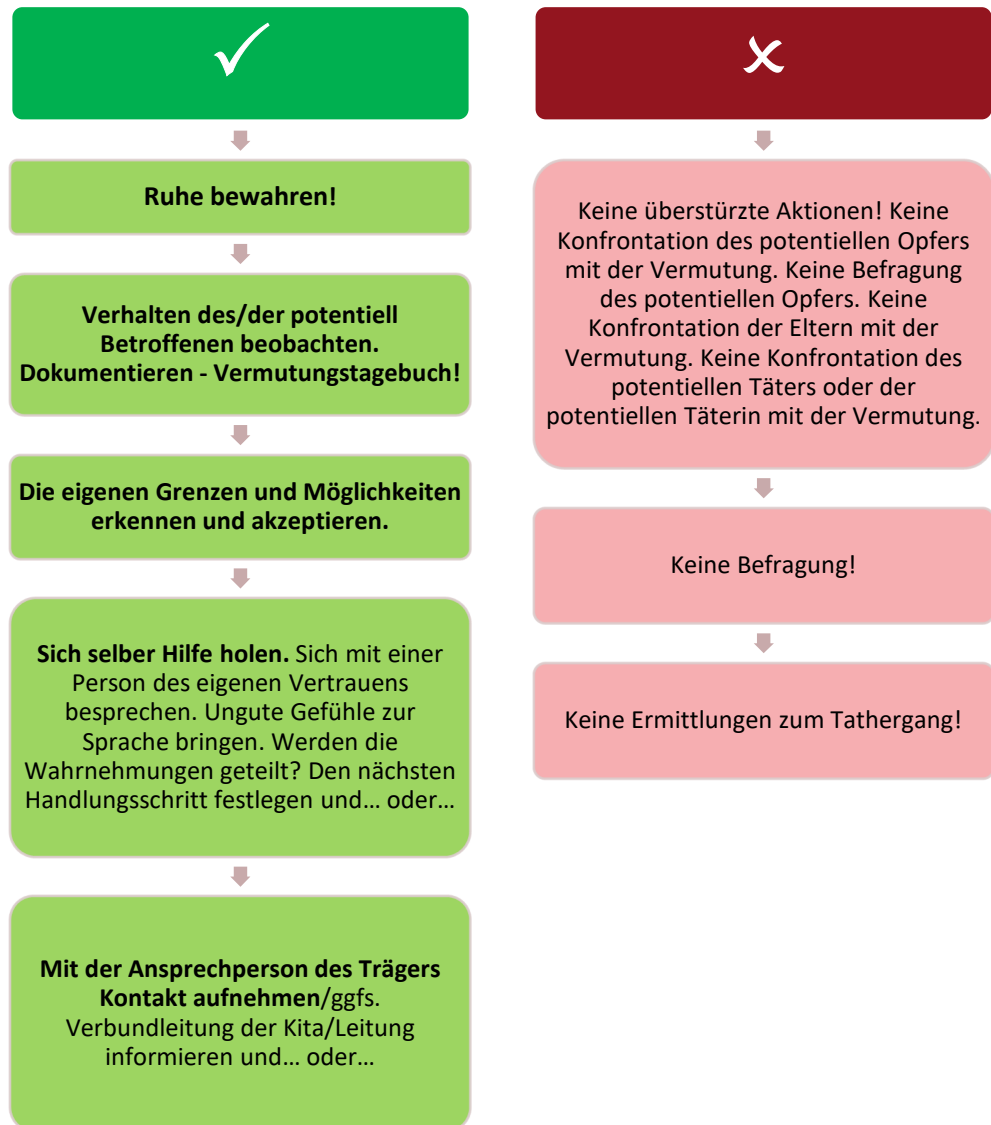 Ruhe bewahren!
Verhalten des/der potentiell
Betroffenen beobachten.
Dokumentieren - Vermutungstagebuch!
Die eigenen Grenzen und Möglichkeiten
erkennen und akzeptieren.
Sich selber Hilfe holen. Sich mit einer
Person des eigenen Vertrauens
besprechen. Ungute Gefühle zur
Sprache bringen. Werden die
Wahrnehmungen geteilt? Den nächsten
Handlungsschritt festlegen und… oder…
Mit der Ansprechperson des Trägers
Kontakt aufnehmen/ggfs.
Verbundleitung der Kita/Leitung
informieren und… oder…
Keine überstürzte Aktionen! Keine
Konfrontation des potentiellen Opfers
mit der Vermutung. Keine Befragung
des potentiellen Opfers. Keine
Konfrontation der Eltern mit der
Vermutung. Keine Konfrontation des
potentiellen Täters oder der
potentiellen Täterin mit der Vermutung.
Keine Befragung!
Keine Ermittlungen zum Tathergang!